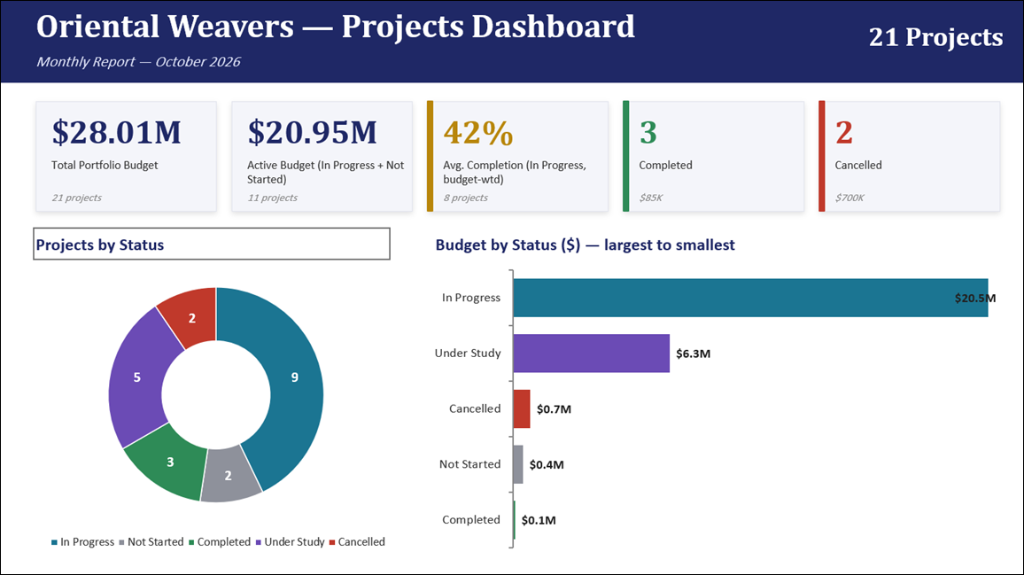 Oriental Weavers — Projects Dashboard
Monthly Report — October 2026
21 Projects
$28.01M
Total Portfolio Budget
21 projects
$20.95M
Active Budget (In Progress + Not
Started)
11 projects
42%
Avg. Completion (In Progress,
budget-wtd)
8 projects
3
Completed
$85K
2
Cancelled
$700K
Projects by Status
2
9
5
3
2
In Progress Not Started Completed Under Study Cancelled
Budget by Status ($) — largest to smallest
In Progress $20.5M
Under Study $6.3M
Cancelled $0.7M
Not Started $0.4M
Completed $0.1M